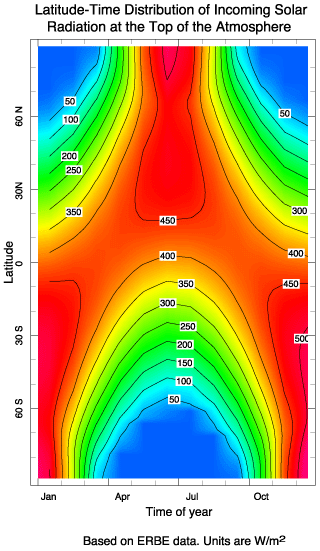 Latitude-Time Distribution of Incoming Solar
Radiation at the Top of the Atmosphere
50
50
100
60 N
200
250
30N
350
300
450
400
400
0
Latitude
350
450
300
250
30 S
200
500
150
100
50
60 S
Jan Apr Jul Oct
Time of year
Based on ERBE data. Units are W/m²